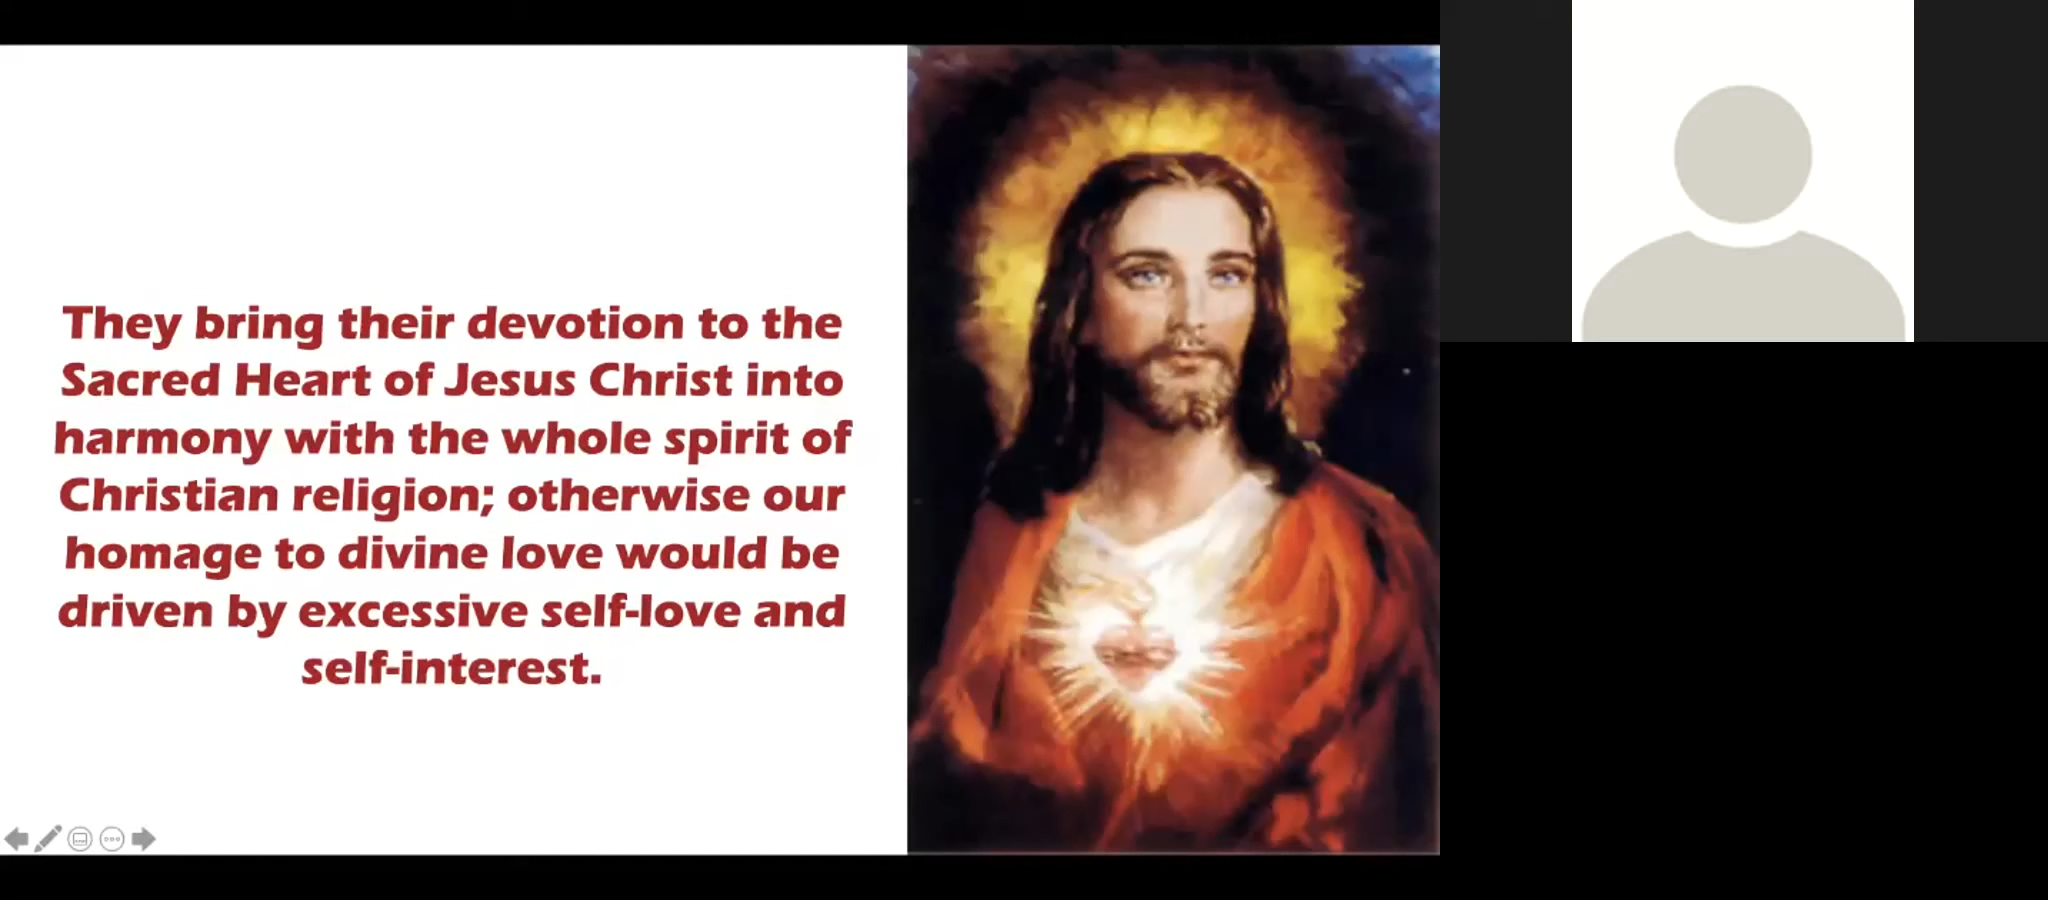 They bring their devotion to the
Sacred Heart of Jesus Christ into
harmony with the whole spirit of
Christian religion; otherwise our
homage to divine love would be
driven by excessive self-love and
self-interest.